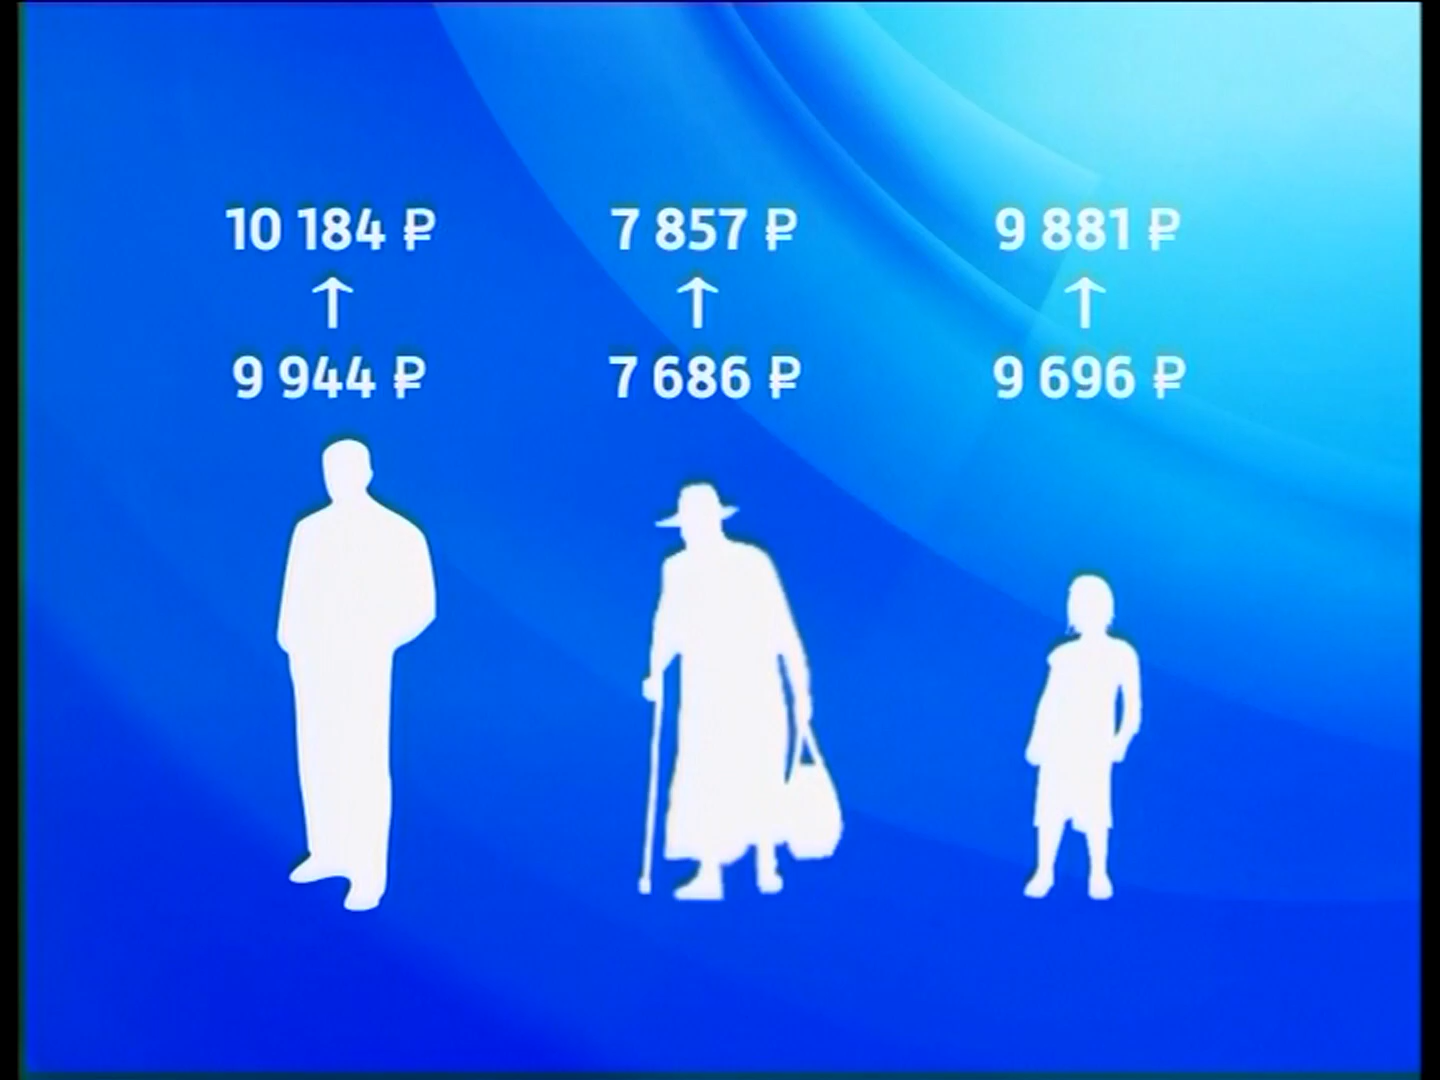 10 184 ₽ 7 857 ₽ 9 881 ₽
↑ ↑ ↑
9 944 ₽ 7 686 ₽ 9 696 ₽